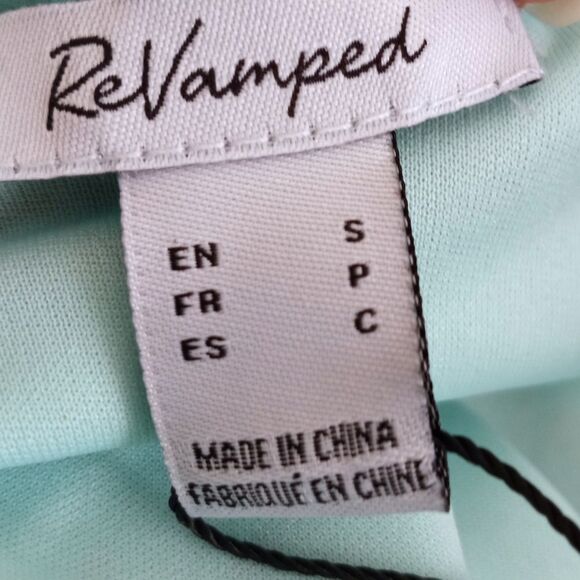 ReVamped
EN S
FR P
ES C
MADE IN CHINA
FABRIQUÉ EN CHINE